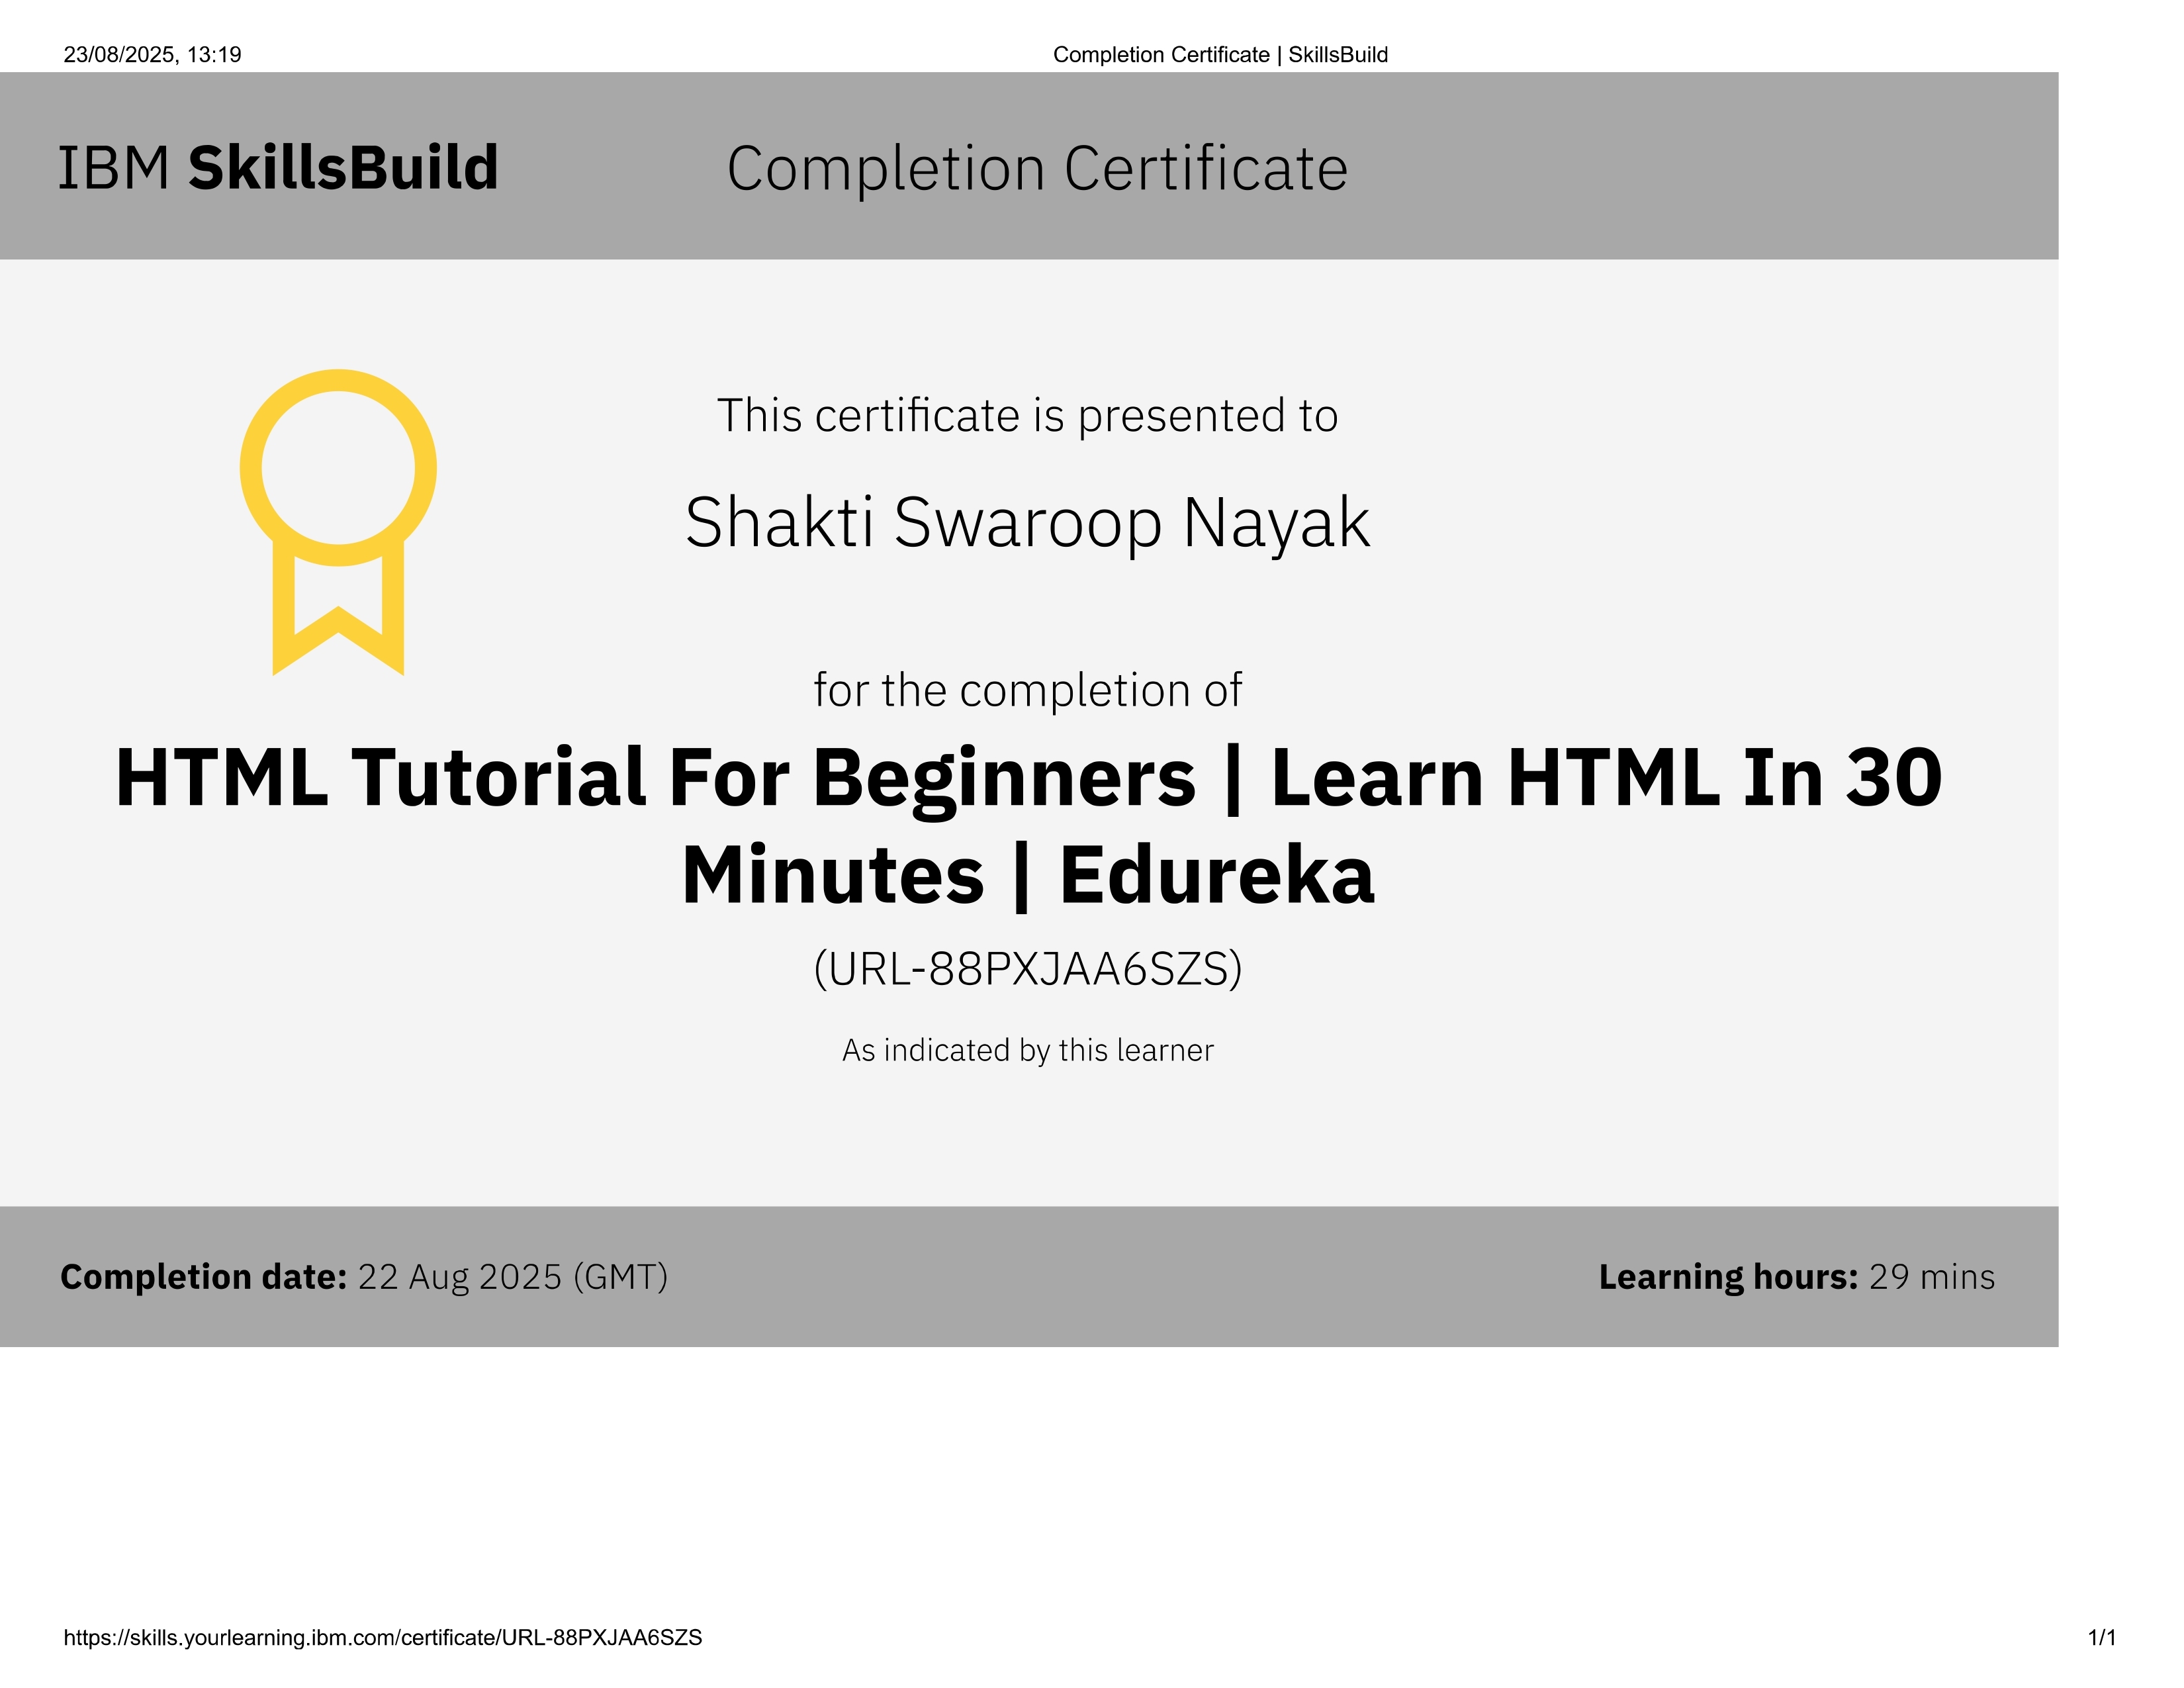 23/08/2025, 13:19
Completion Certificate | SkillsBuild
IBM SkillsBuild
Completion Certificate
This certificate is presented to
Shakti Swaroop Nayak
for the completion of
HTML Tutorial For Beginners | Learn HTML In 30
Minutes | Edureka
(URL-88PXJAA6SZS)
As indicated by this learner
Completion date: 22 Aug 2025 (GMT)
Learning hours: 29 mins
https://skills.yourlearning.ibm.com/certificate/URL-88PXJAA6SZS
1/1